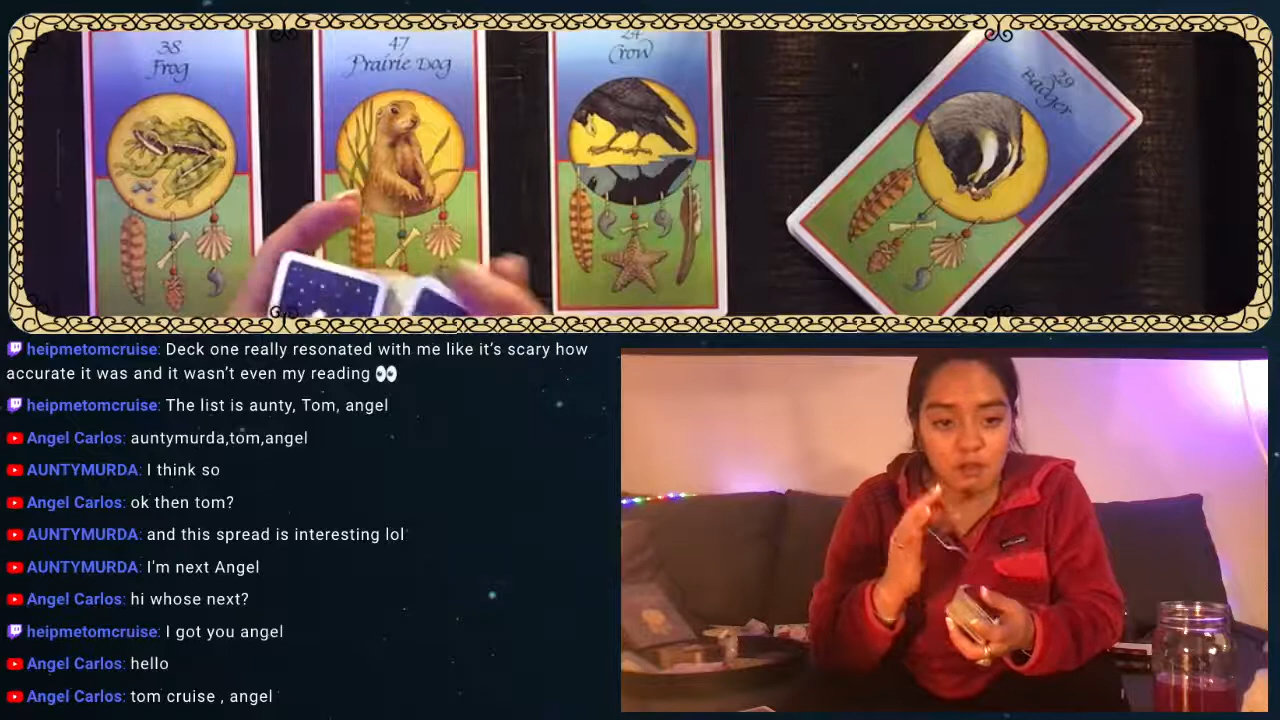 38
Frog
47
Prairie Dog
24
Crow
29
Badger
heipmetomcruise: Deck one really resonated with me like it’s scary how
accurate it was and it wasn’t even my reading 👀
heipmetomcruise: The list is aunty, Tom, angel
Angel Carlos: auntymurda,tom,angel
AUNTYMURDA: I think so
Angel Carlos: ok then tom?
AUNTYMURDA: and this spread is interesting lol
AUNTYMURDA: I'm next Angel
Angel Carlos: hi whose next?
heipmetomcruise: I got you angel
Angel Carlos: hello
Angel Carlos: tom cruise , angel